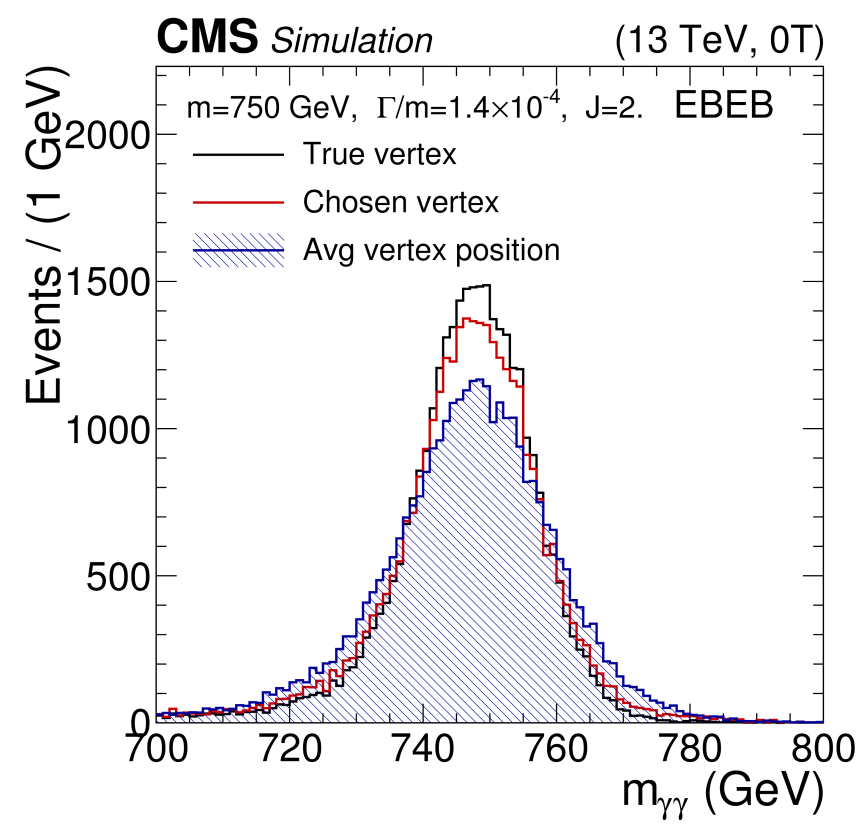 CMS Simulation (13 TeV, 0T)
m=750 GeV, Γ/m=1.4×10⁻⁴, J=2. EBEB
True vertex
Chosen vertex
Avg vertex position
Events / (1 GeV)
2000
1500
1000
500
0
700 720 740 760 780 800
mγγ (GeV)